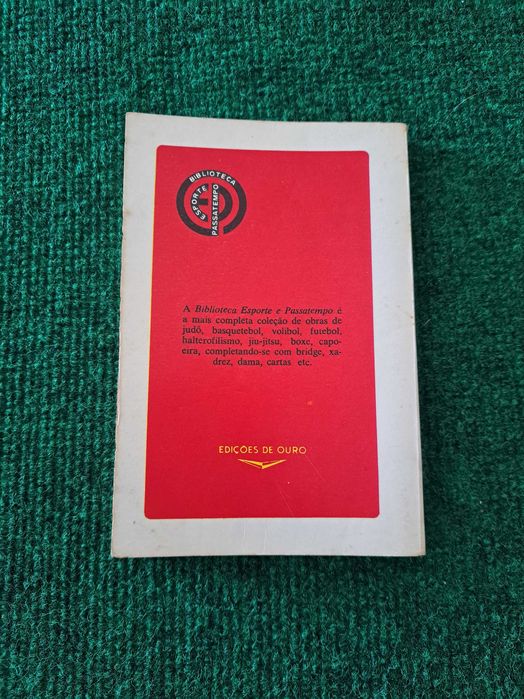 BIBLIOTECA
ESPORTE
PASSATEMPO
A Biblioteca Esporte e Passatempo é
a mais completa coleção de obras de
judô, basquetebol, volibol, futebol,
halterofilismo, jiu-jitsu, boxe, capo-
eira, completando-se com bridge, xa-
drez, dama, cartas etc.
EDIÇÕES DE OURO